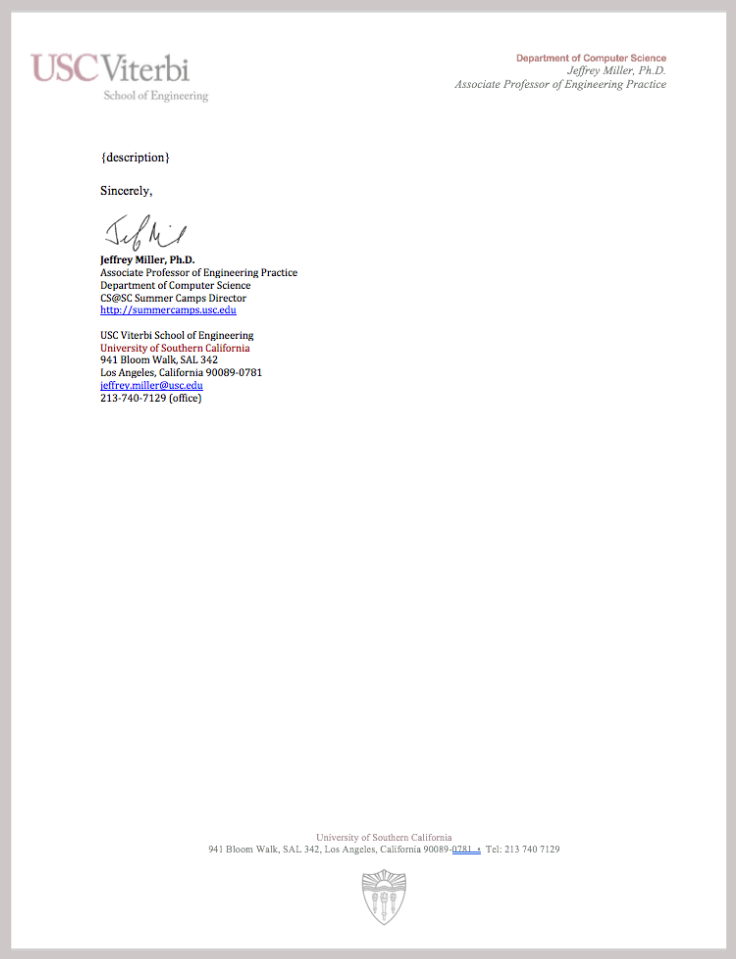 USC Viterbi
School of Engineering
Department of Computer Science
Jeffrey Miller, Ph.D.
Associate Professor of Engineering Practice
{description}
Sincerely,
Jeffrey Miller, Ph.D.
Associate Professor of Engineering Practice
Department of Computer Science
CS@SC Summer Camps Director
http://summercamps.usc.edu
USC Viterbi School of Engineering
University of Southern California
941 Bloom Walk, SAL 342
Los Angeles, California 90089-0781
jeffrey.miller@usc.edu
213-740-7129 (office)
University of Southern California
941 Bloom Walk, SAL 342, Los Angeles, California 90089-0781 • Tel: 213 740 7129